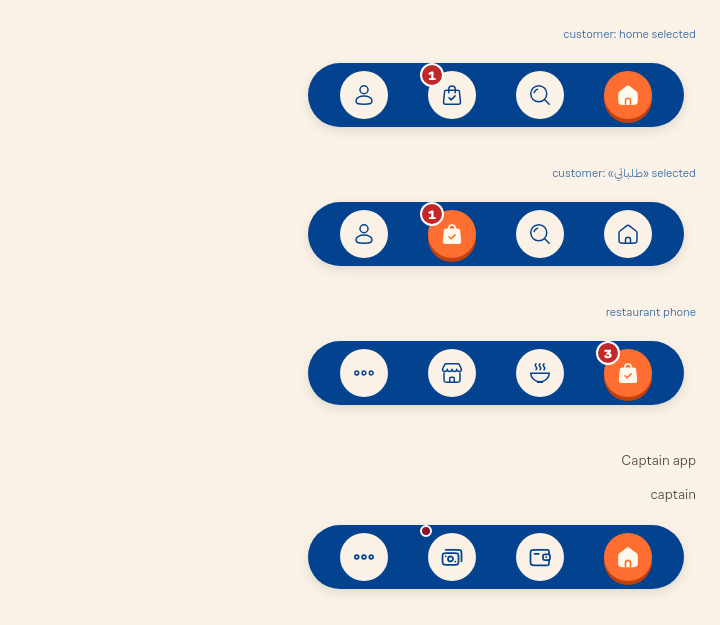 customer: home selected
1
customer: «طلباتي» selected
1
restaurant phone
3
Captain app
captain